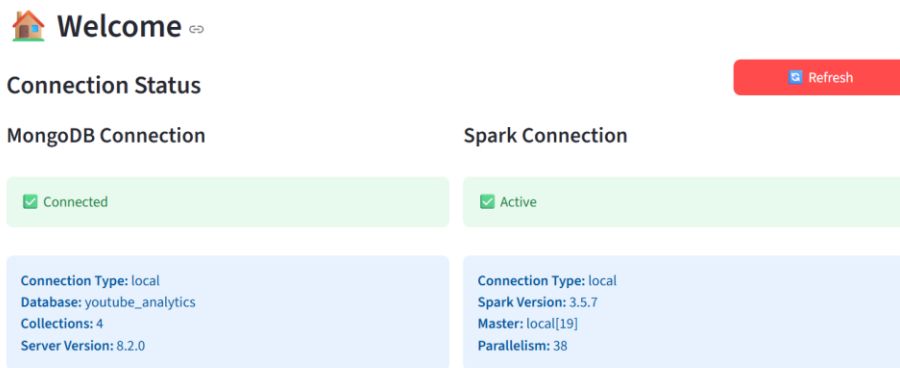 Welcome
Connection Status
Refresh
MongoDB Connection
Spark Connection
Connected
Active
Connection Type: local
Database: youtube_analytics
Collections: 4
Server Version: 8.2.0
Connection Type: local
Spark Version: 3.5.7
Master: local[19]
Parallelism: 38